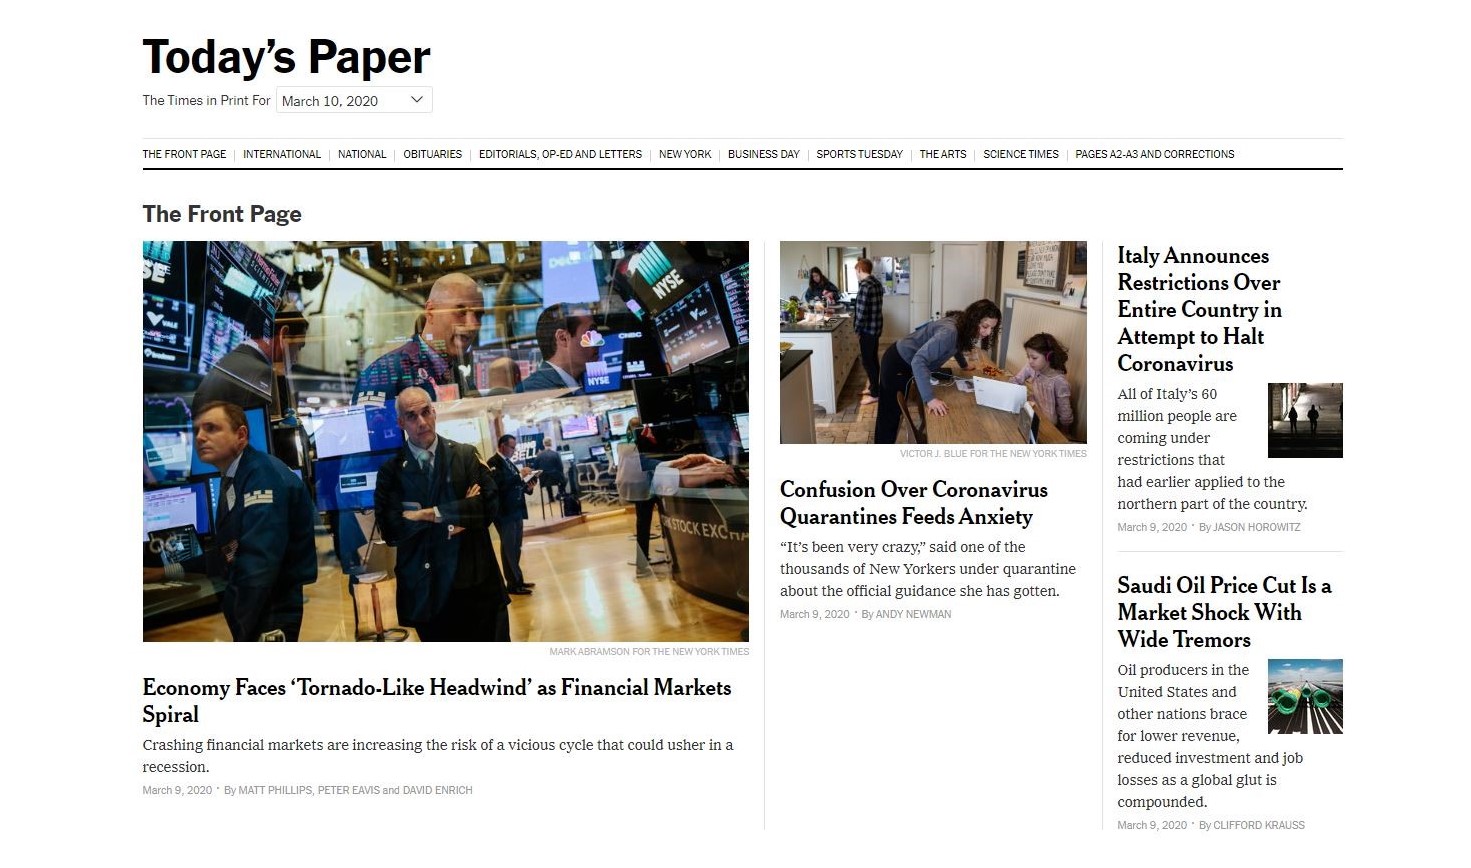 Today's Paper
The Times in Print For March 10, 2020
THE FRONT PAGE INTERNATIONAL NATIONAL OBITUARIES EDITORIALS, OP-ED AND LETTERS NEW YORK BUSINESS DAY SPORTS TUESDAY THE ARTS SCIENCE TIMES PAGES A2-A3 AND CORRECTIONS
The Front Page
NYSE
CNBC
NYSE
STOCK EXCH
MARK ABRAMSON FOR THE NEW YORK TIMES
Economy Faces ‘Tornado-Like Headwind’ as Financial Markets
Spiral
Crashing financial markets are increasing the risk of a vicious cycle that could usher in a
recession.
March 9, 2020 · By MATT PHILLIPS, PETER EAVIS and DAVID ENRICH
VICTOR J. BLUE FOR THE NEW YORK TIMES
Confusion Over Coronavirus
Quarantines Feeds Anxiety
“It’s been very crazy,” said one of the
thousands of New Yorkers under quarantine
about the official guidance she has gotten.
March 9, 2020 · By ANDY NEWMAN
Italy Announces
Restrictions Over
Entire Country in
Attempt to Halt
Coronavirus
All of Italy’s 60
million people are
coming under
restrictions that
had earlier applied to the
northern part of the country.
March 9, 2020 · By JASON HOROWITZ
Saudi Oil Price Cut Is a
Market Shock With
Wide Tremors
Oil producers in the
United States and
other nations brace
for lower revenue,
reduced investment and job
losses as a global glut is
compounded.
March 9, 2020 · By CLIFFORD KRAUSS